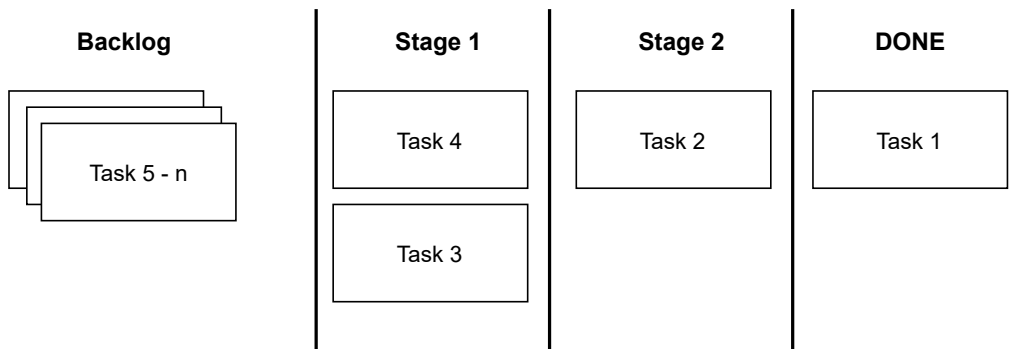 Backlog
Stage 1
Stage 2
DONE
Task 5 - n
Task 4
Task 3
Task 2
Task 1